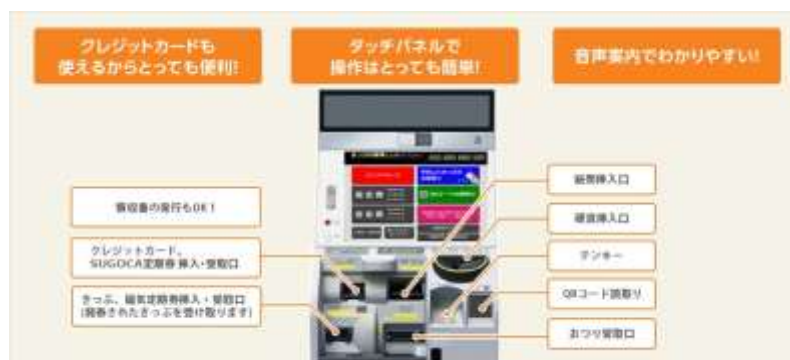 クレジットカードも
使えるからとっても便利!
タッチパネルで
操作はとっても簡単!
音声案内でわかりやすい!
領収書の発行もOK!
クレジットカード、
SUGOCA定期券 挿入・受取口
きっぷ、磁気定期券挿入・受取口
(発券されたきっぷを受け取ります)
紙幣挿入口
硬貨挿入口
テンキー
QRコード読取り
おつり受取口